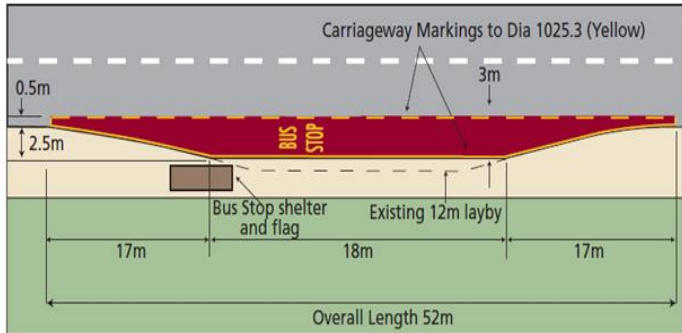 Carriageway Markings to Dia 1025.3 (Yellow)
0.5m
3m
2.5m
BUS
STOP
Bus Stop shelter
and flag
Existing 12m layby
17m
18m
17m
Overall Length 52m